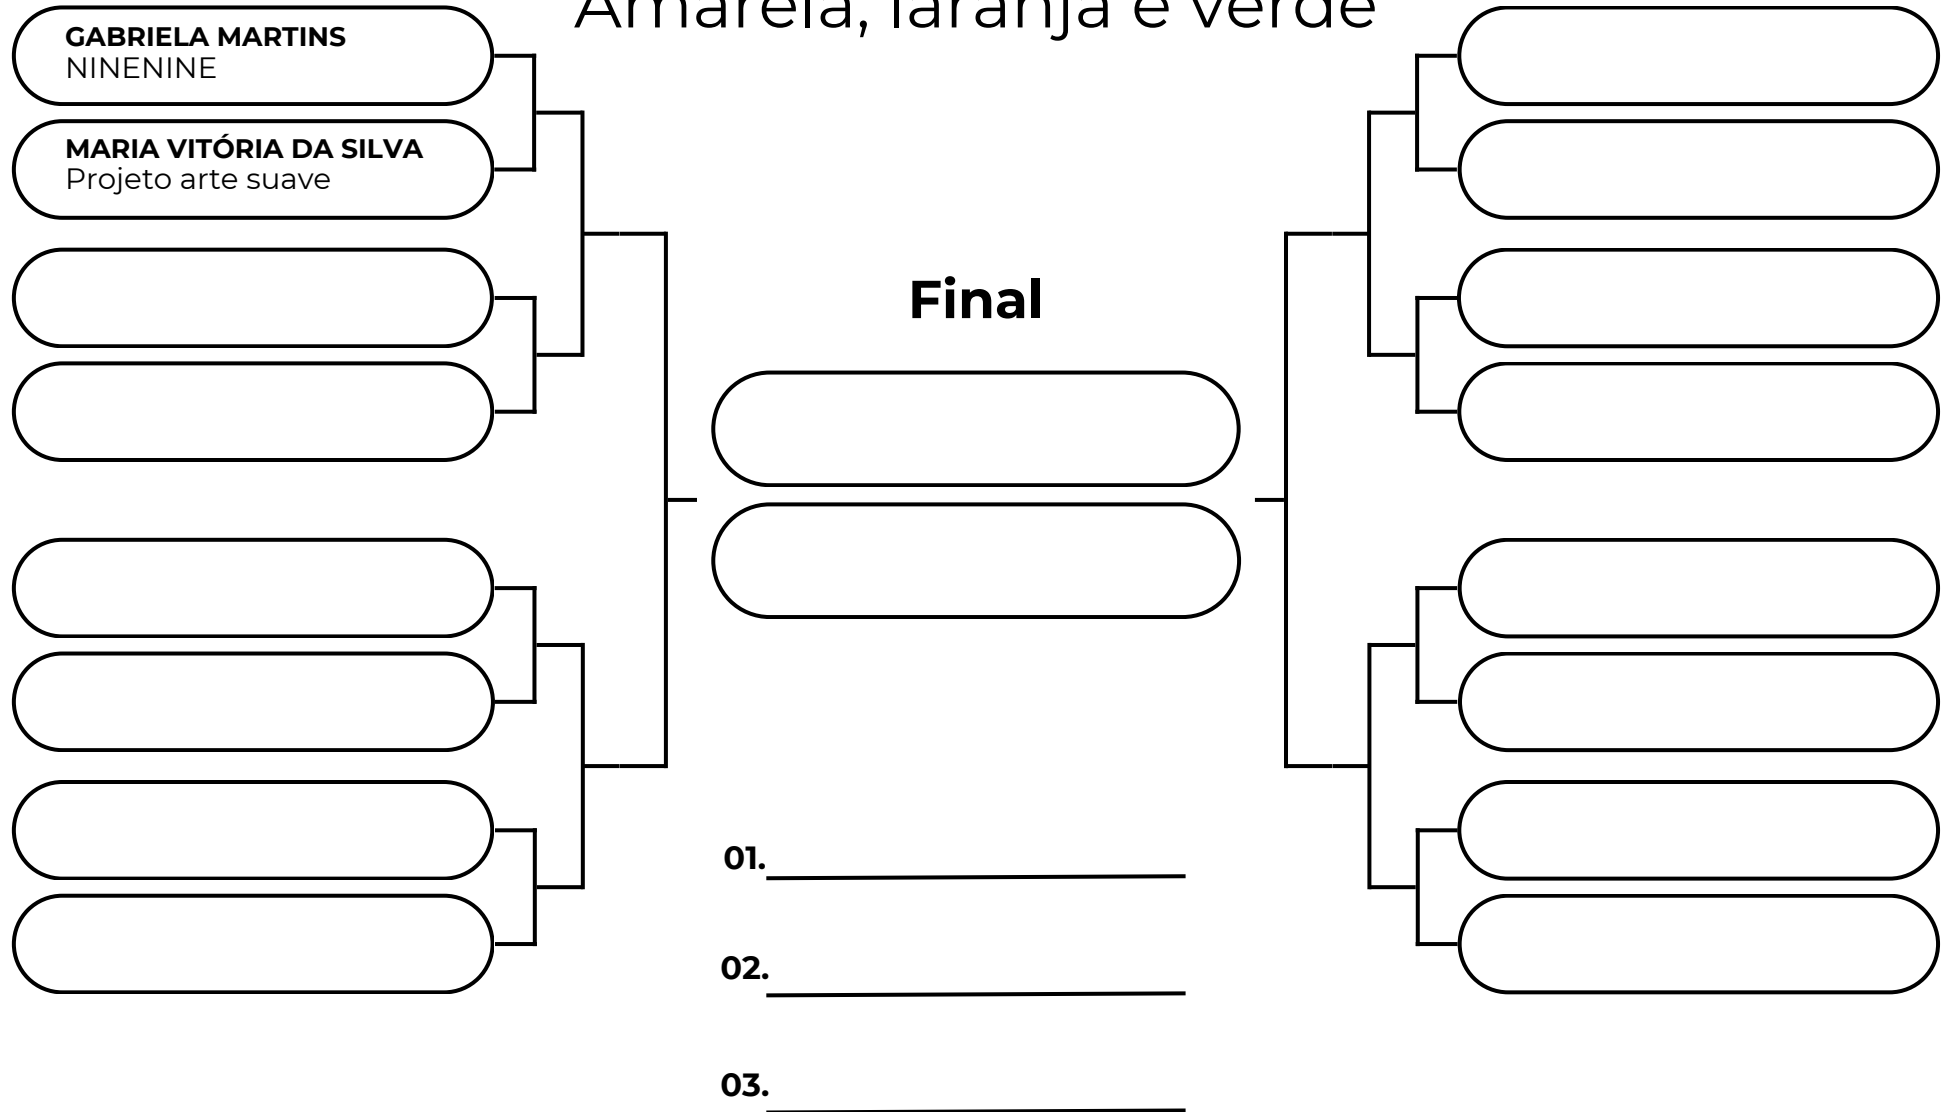 Amarela, laranja e verde
GABRIELA MARTINS
NINENINE
MARIA VITÓRIA DA SILVA
Projeto arte suave
Final
01.
02.
03.